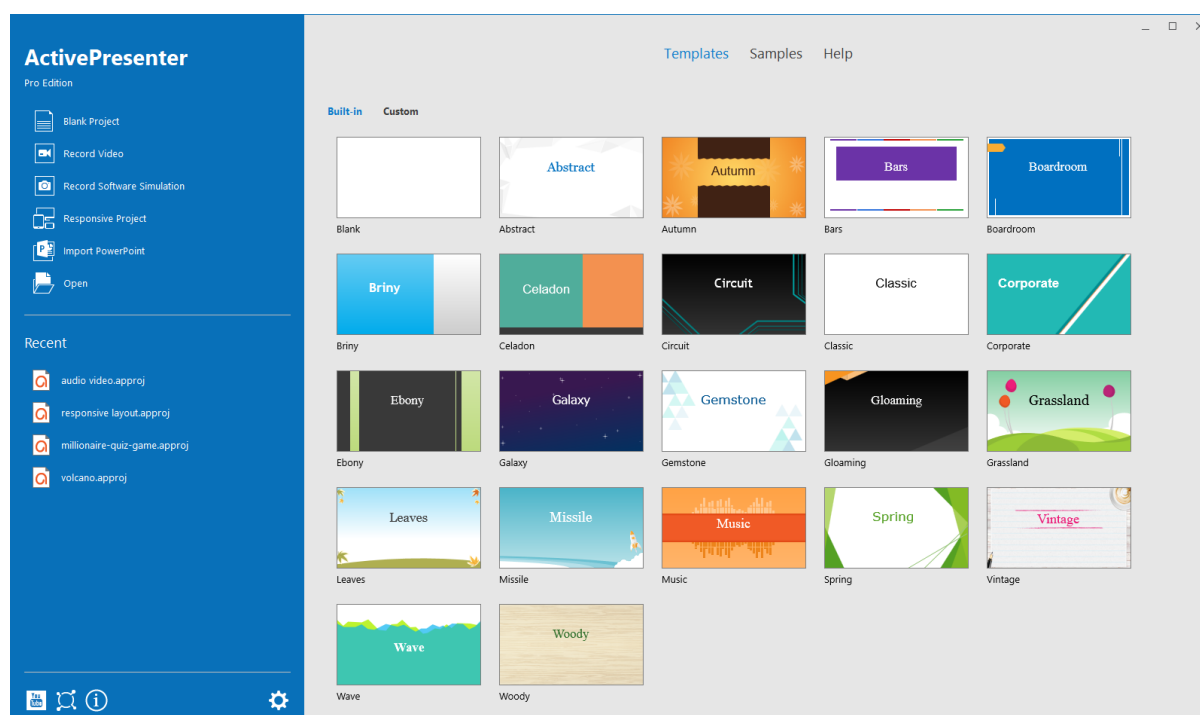 ActivePresenter
Pro Edition
Blank Project
Record Video
Record Software Simulation
Responsive Project
Import PowerPoint
Open
Recent
audio video.approj
responsive layout.approj
millionaire-quiz-game.approj
volcano.approj
You
Tube
Templates Samples Help
Built-in Custom
Abstract Autumn Bars Boardroom
Blank Abstract Autumn Bars Boardroom
Briny Celadon Circuit Classic Corporate
Briny Celadon Circuit Classic Corporate
Ebony Galaxy Gemstone Gloaming Grassland
Ebony Galaxy Gemstone Gloaming Grassland
Leaves Missile Music Spring Vintage
Leaves Missile Music Spring Vintage
Wave Woody
Wave Woody